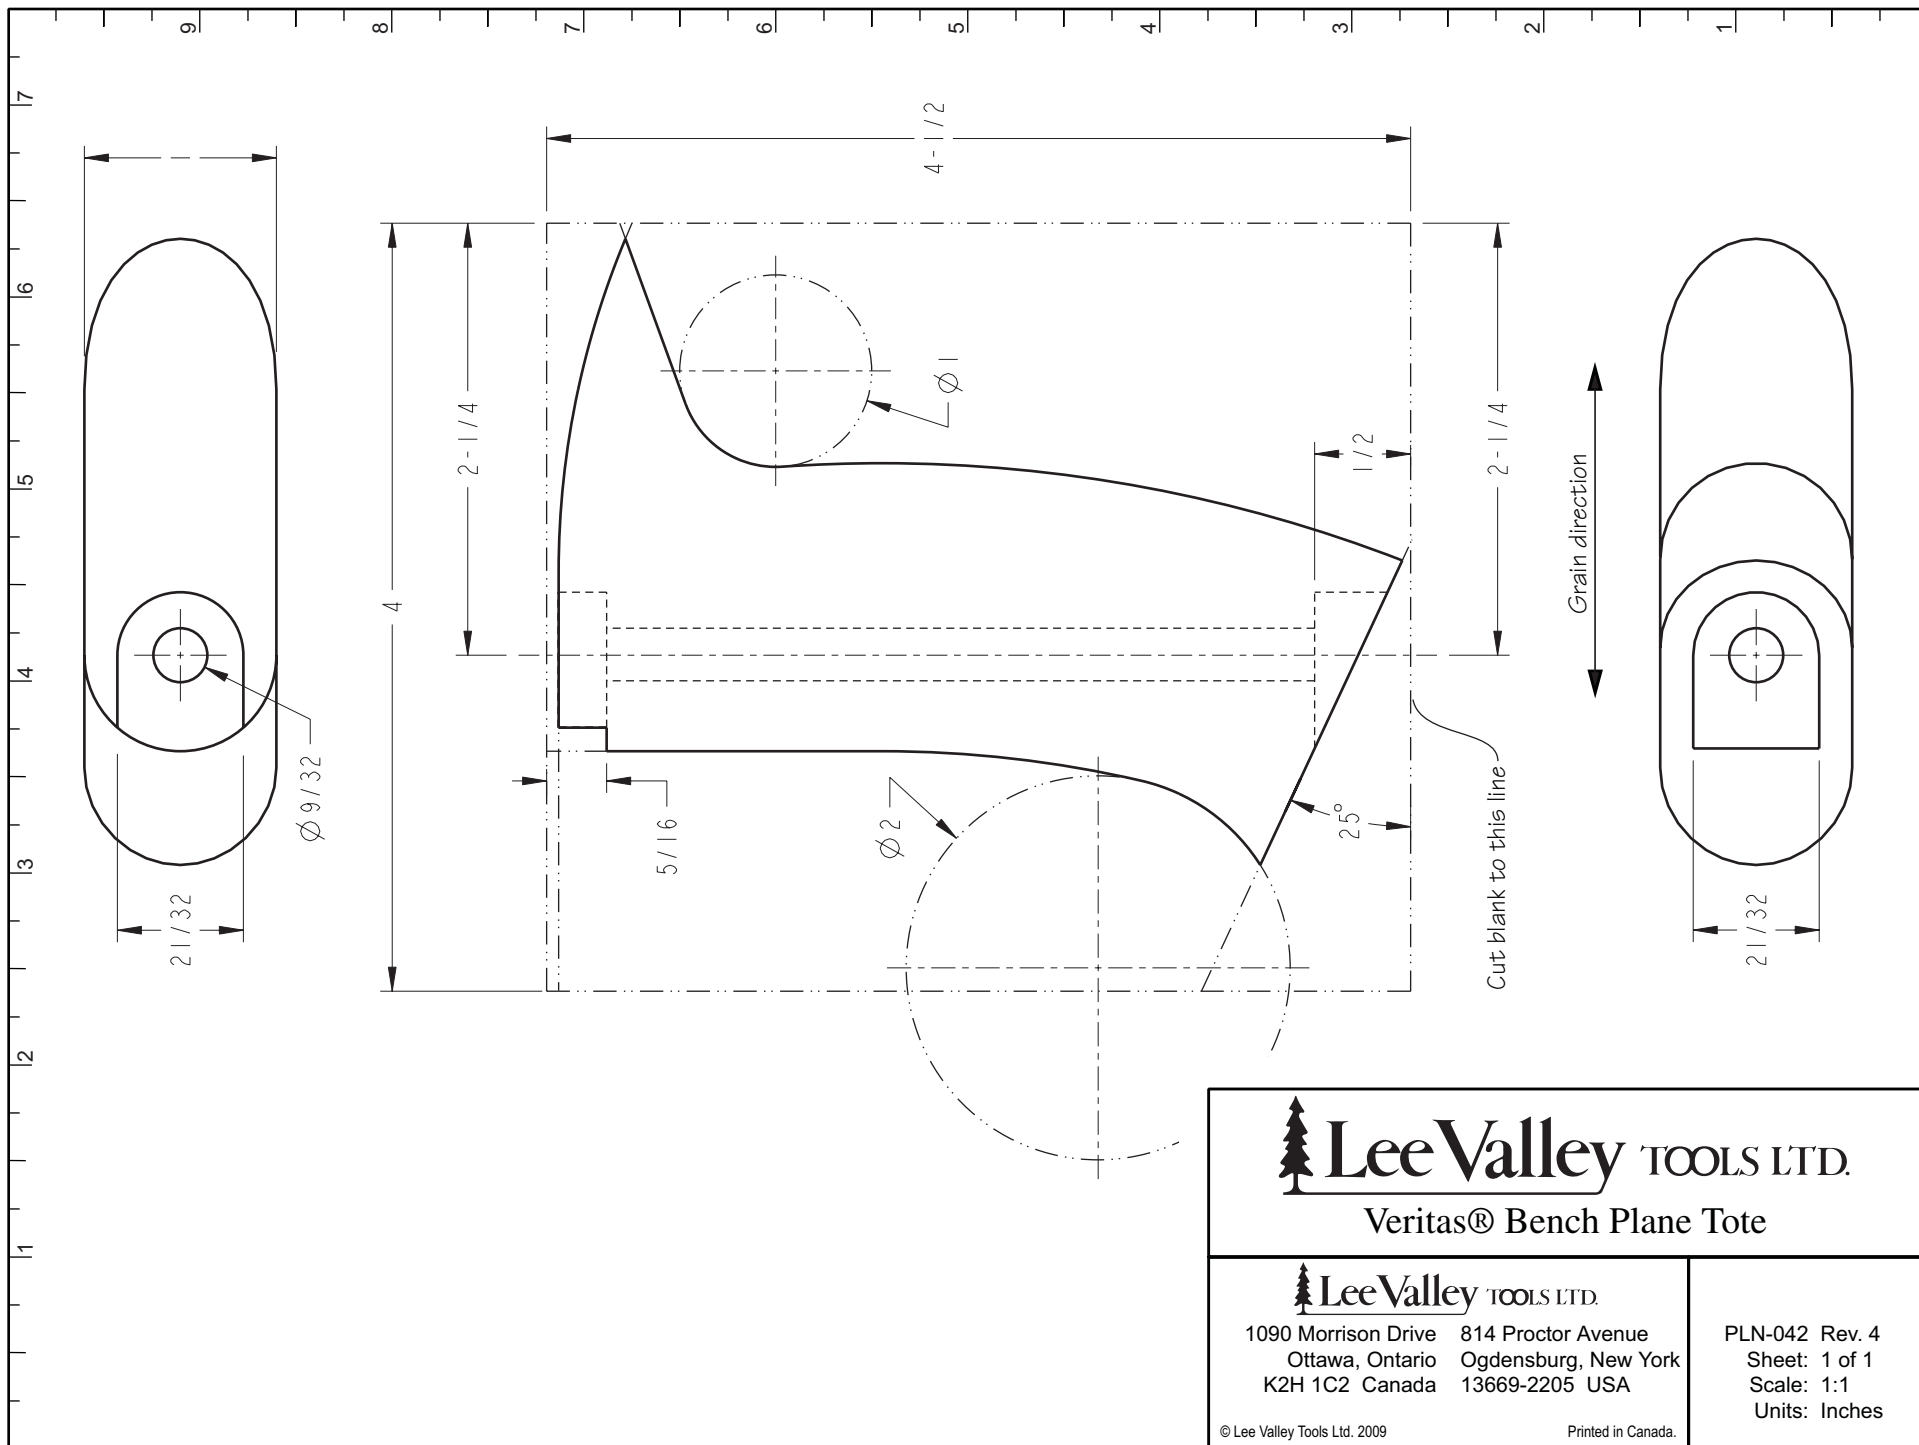 9 8 7 6 5 4 3 2 1
7
6
5
4
3
2
1
1
4-1/2
4
2-1/4
Ø1
1/2
2-1/4
Grain direction
Ø9/32
21/32
5/16
Ø2
25°
Cut blank to this line
21/32
Lee Valley TOOLS LTD.
Veritas® Bench Plane Tote
Lee Valley TOOLS LTD.
1090 Morrison Drive 814 Proctor Avenue
Ottawa, Ontario Ogdensburg, New York
K2H 1C2 Canada 13669-2205 USA
© Lee Valley Tools Ltd. 2009 Printed in Canada.
PLN-042 Rev. 4
Sheet: 1 of 1
Scale: 1:1
Units: Inches